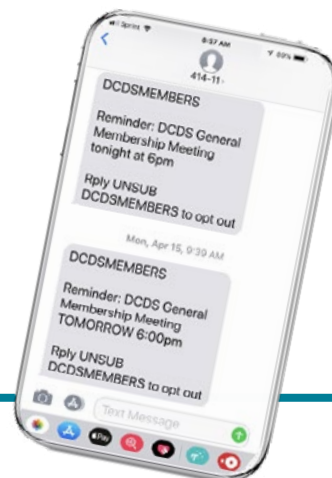 Sprint
8:37 AM
89%
414-11
DCDSMEMBERS
Reminder: DCDS General
Membership Meeting
tonight at 6pm
Rply UNSUB
DCDSMEMBERS to opt out
Mon, Apr 15, 9:39 AM
DCDSMEMBERS
Reminder: DCDS General
Membership Meeting
TOMORROW 6:00pm
Rply UNSUB
DCDSMEMBERS to opt out
Text Message
Pay